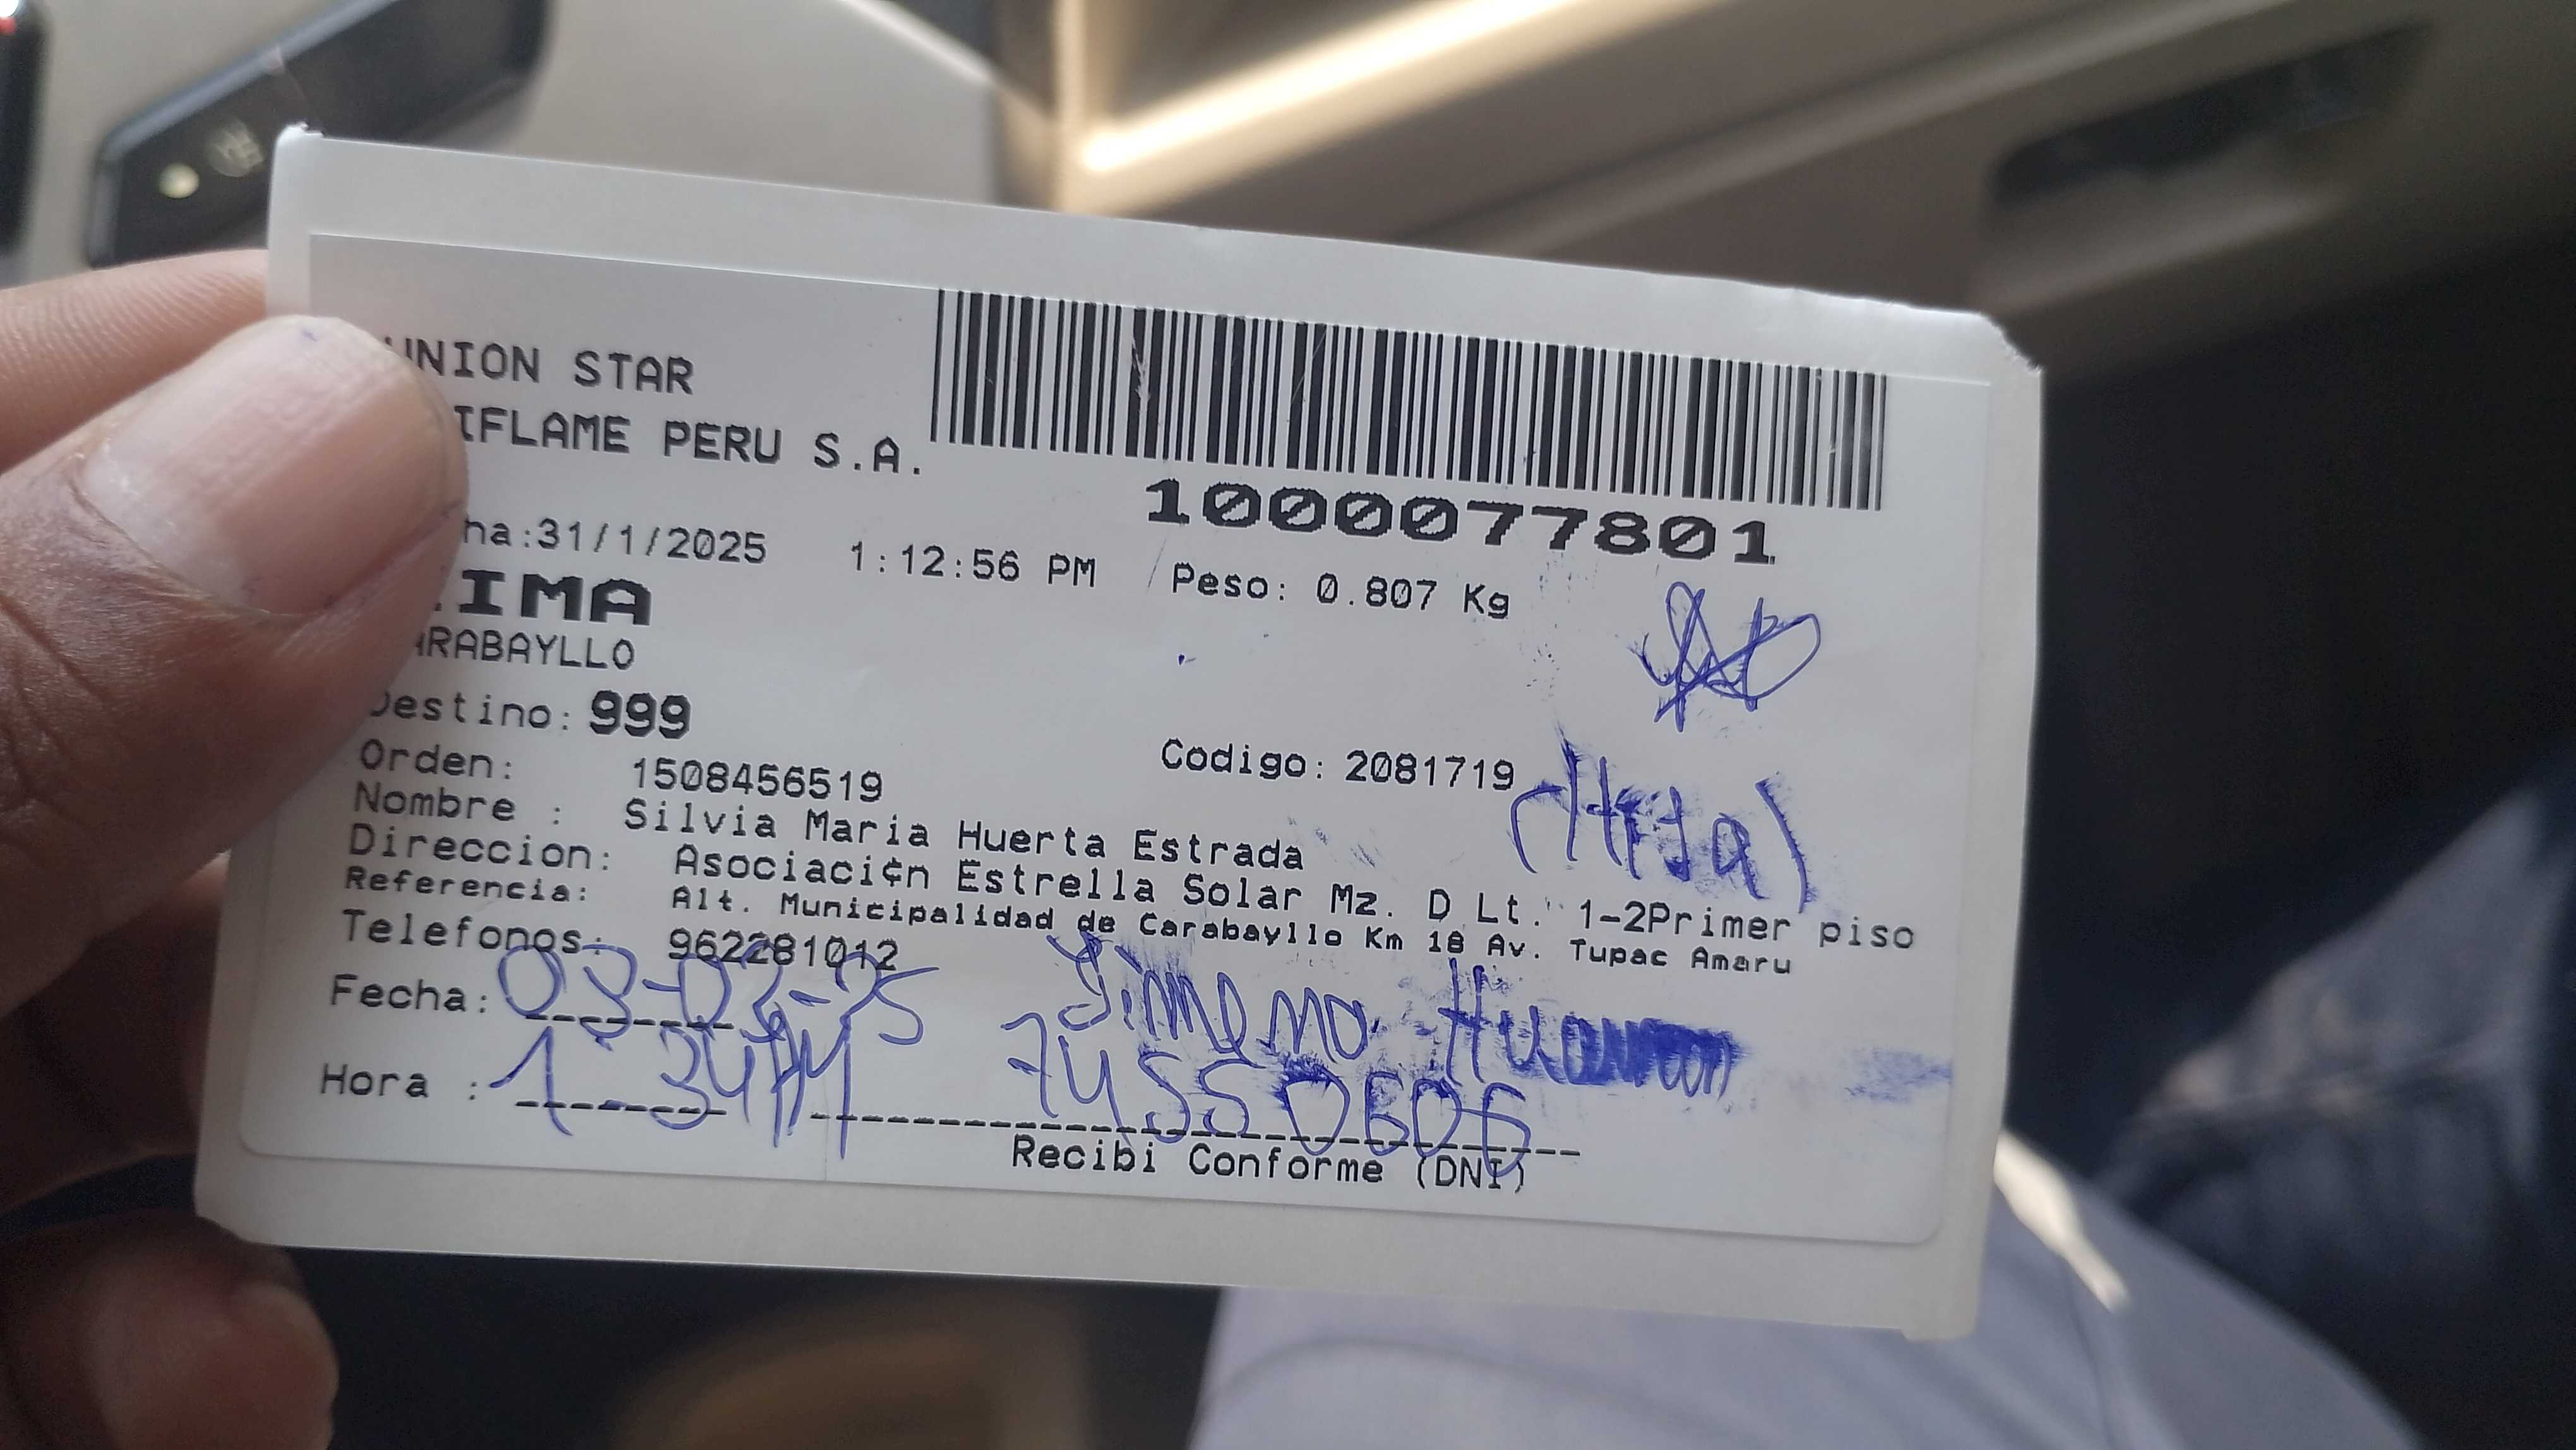 UNION STAR
IFLAME PERU S.A.
1000077801
ha:31/1/2025 1:12:56 PM Peso: 0.807 Kg
IMA
ARABAYLLO
Destino: 999
Orden: 1508456519 Codigo: 2081719
(Hija)
Nombre : Silvia Maria Huerta Estrada
Direccion: Asociaci¢n Estrella Solar Mz. D Lt. 1-2Primer piso
Referencia: Alt. Municipalidad de Carabayllo Km 18 Av. Tupac Amaru
Telefonos: 962281012
Fecha: 03-02-25 Jimena
Hora : 1 34PM 74550606
Recibi Conforme (DNI)